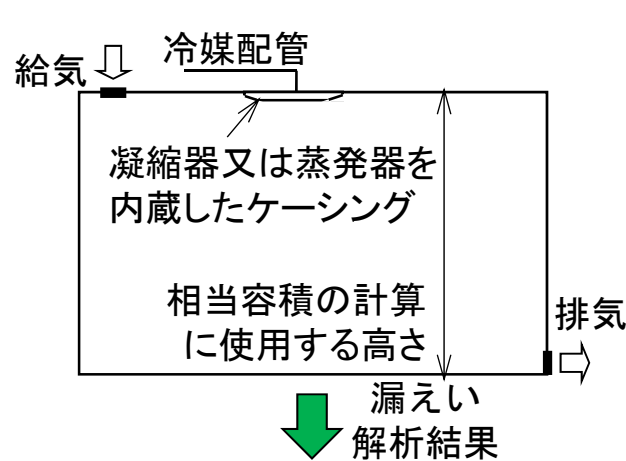 給気
冷媒配管
凝縮器又は蒸発器を
内蔵したケーシング
相当容積の計算
に使用する高さ
排気
漏えい
解析結果